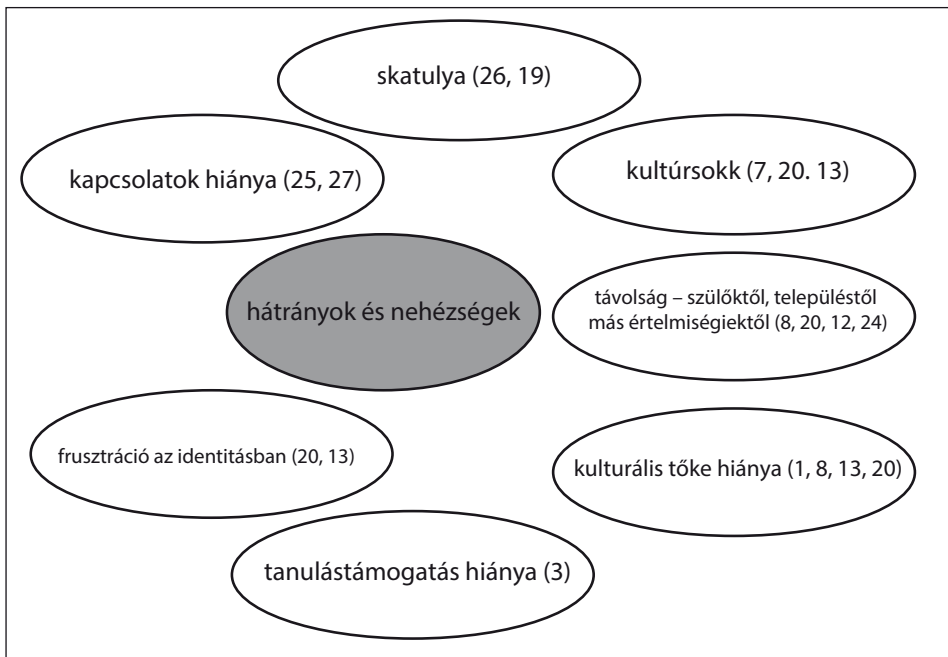 skatulya (26, 19)
kapcsolatok hiánya (25, 27)
kultúrsokk (7, 20. 13)
hátrányok és nehézségek
távolság – szülőktől, településtől
más értelmiségiektől (8, 20, 12, 24)
frusztráció az identitásban (20, 13)
kulturális tőke hiánya (1, 8, 13, 20)
tanulástámogatás hiánya (3)